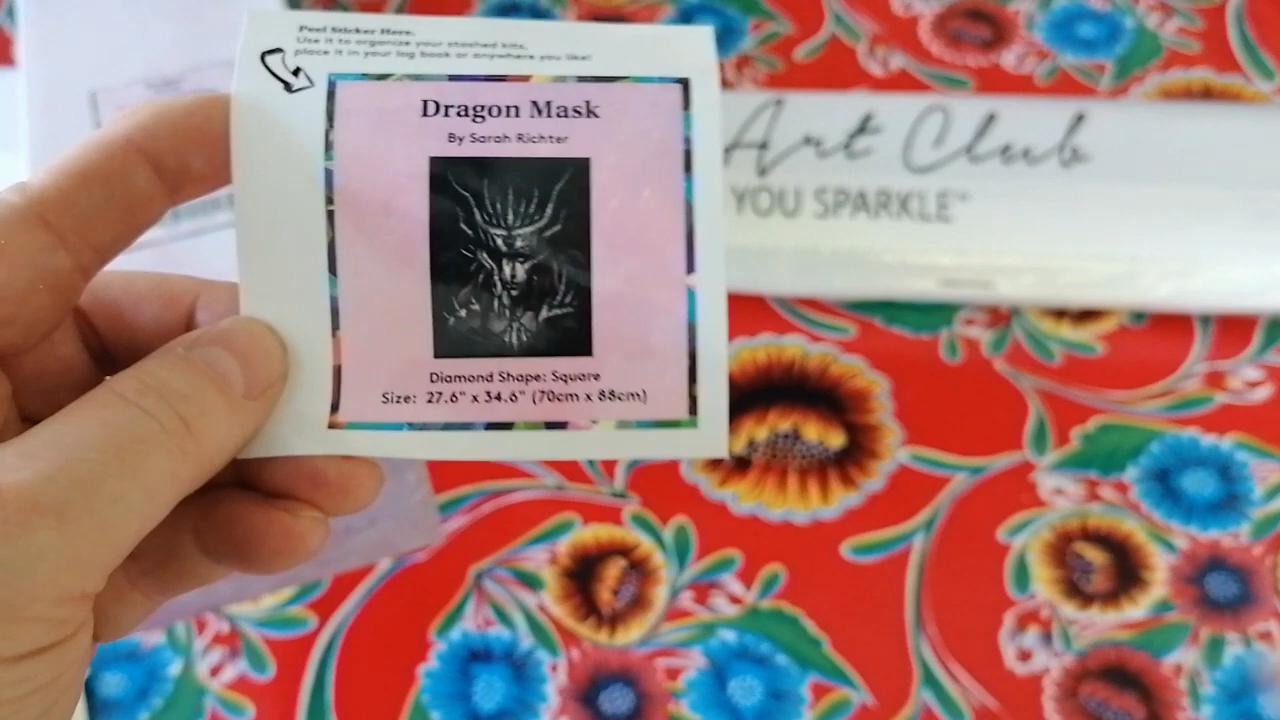 Peel Sticker Here.
Use it to organize your stashed kits,
place it in your log book or anywhere you like!
Dragon Mask
By Sarah Richter
Diamond Shape: Square
Size: 27.6" x 34.6" (70cm x 88cm)
Art Club
YOU SPARKLE™